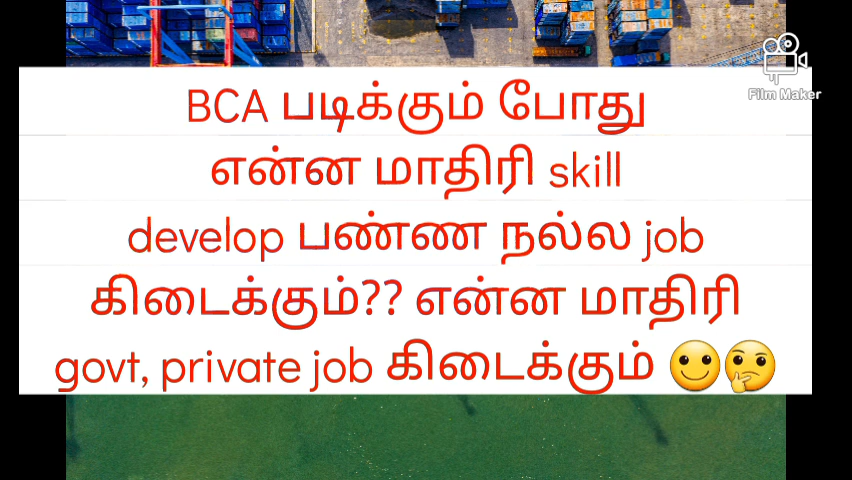 Film Maker
BCA படிக்கும் போது
என்ன மாதிரி skill
develop பண்ண நல்ல job
கிடைக்கும்?? என்ன மாதிரி
govt, private job கிடைக்கும் 🙂🤔